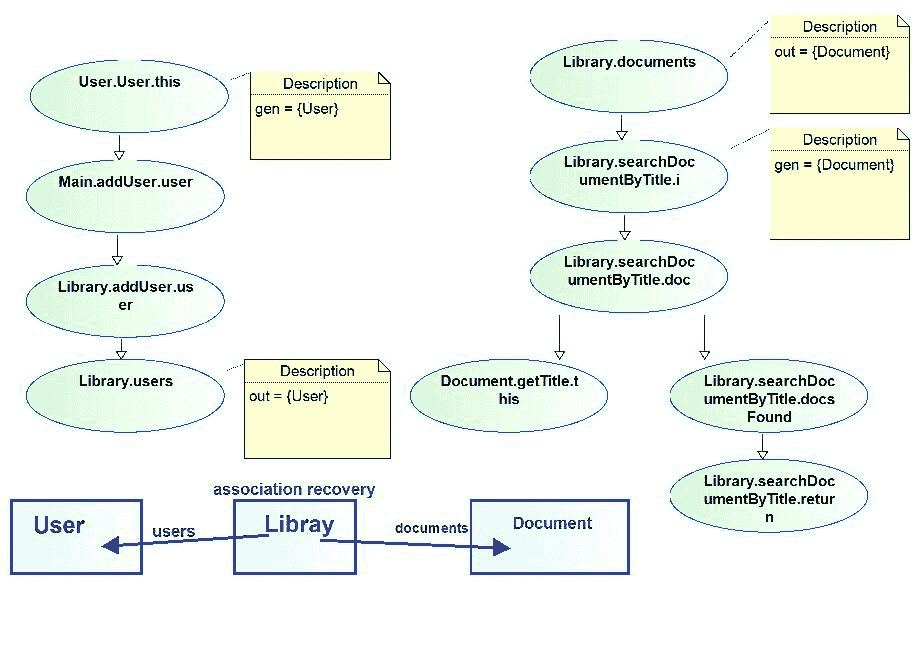 User.User.this
Description
gen = {User}
Main.addUser.user
Library.addUser.us
er
Library.users
Description
out = {User}
Library.documents
Description
out = {Document}
Library.searchDoc
umentByTitle.i
Description
gen = {Document}
Library.searchDoc
umentByTitle.doc
Document.getTitle.t
his
Library.searchDoc
umentByTitle.docs
Found
Library.searchDoc
umentByTitle.retur
n
association recovery
User
users
Libray
documents
Document